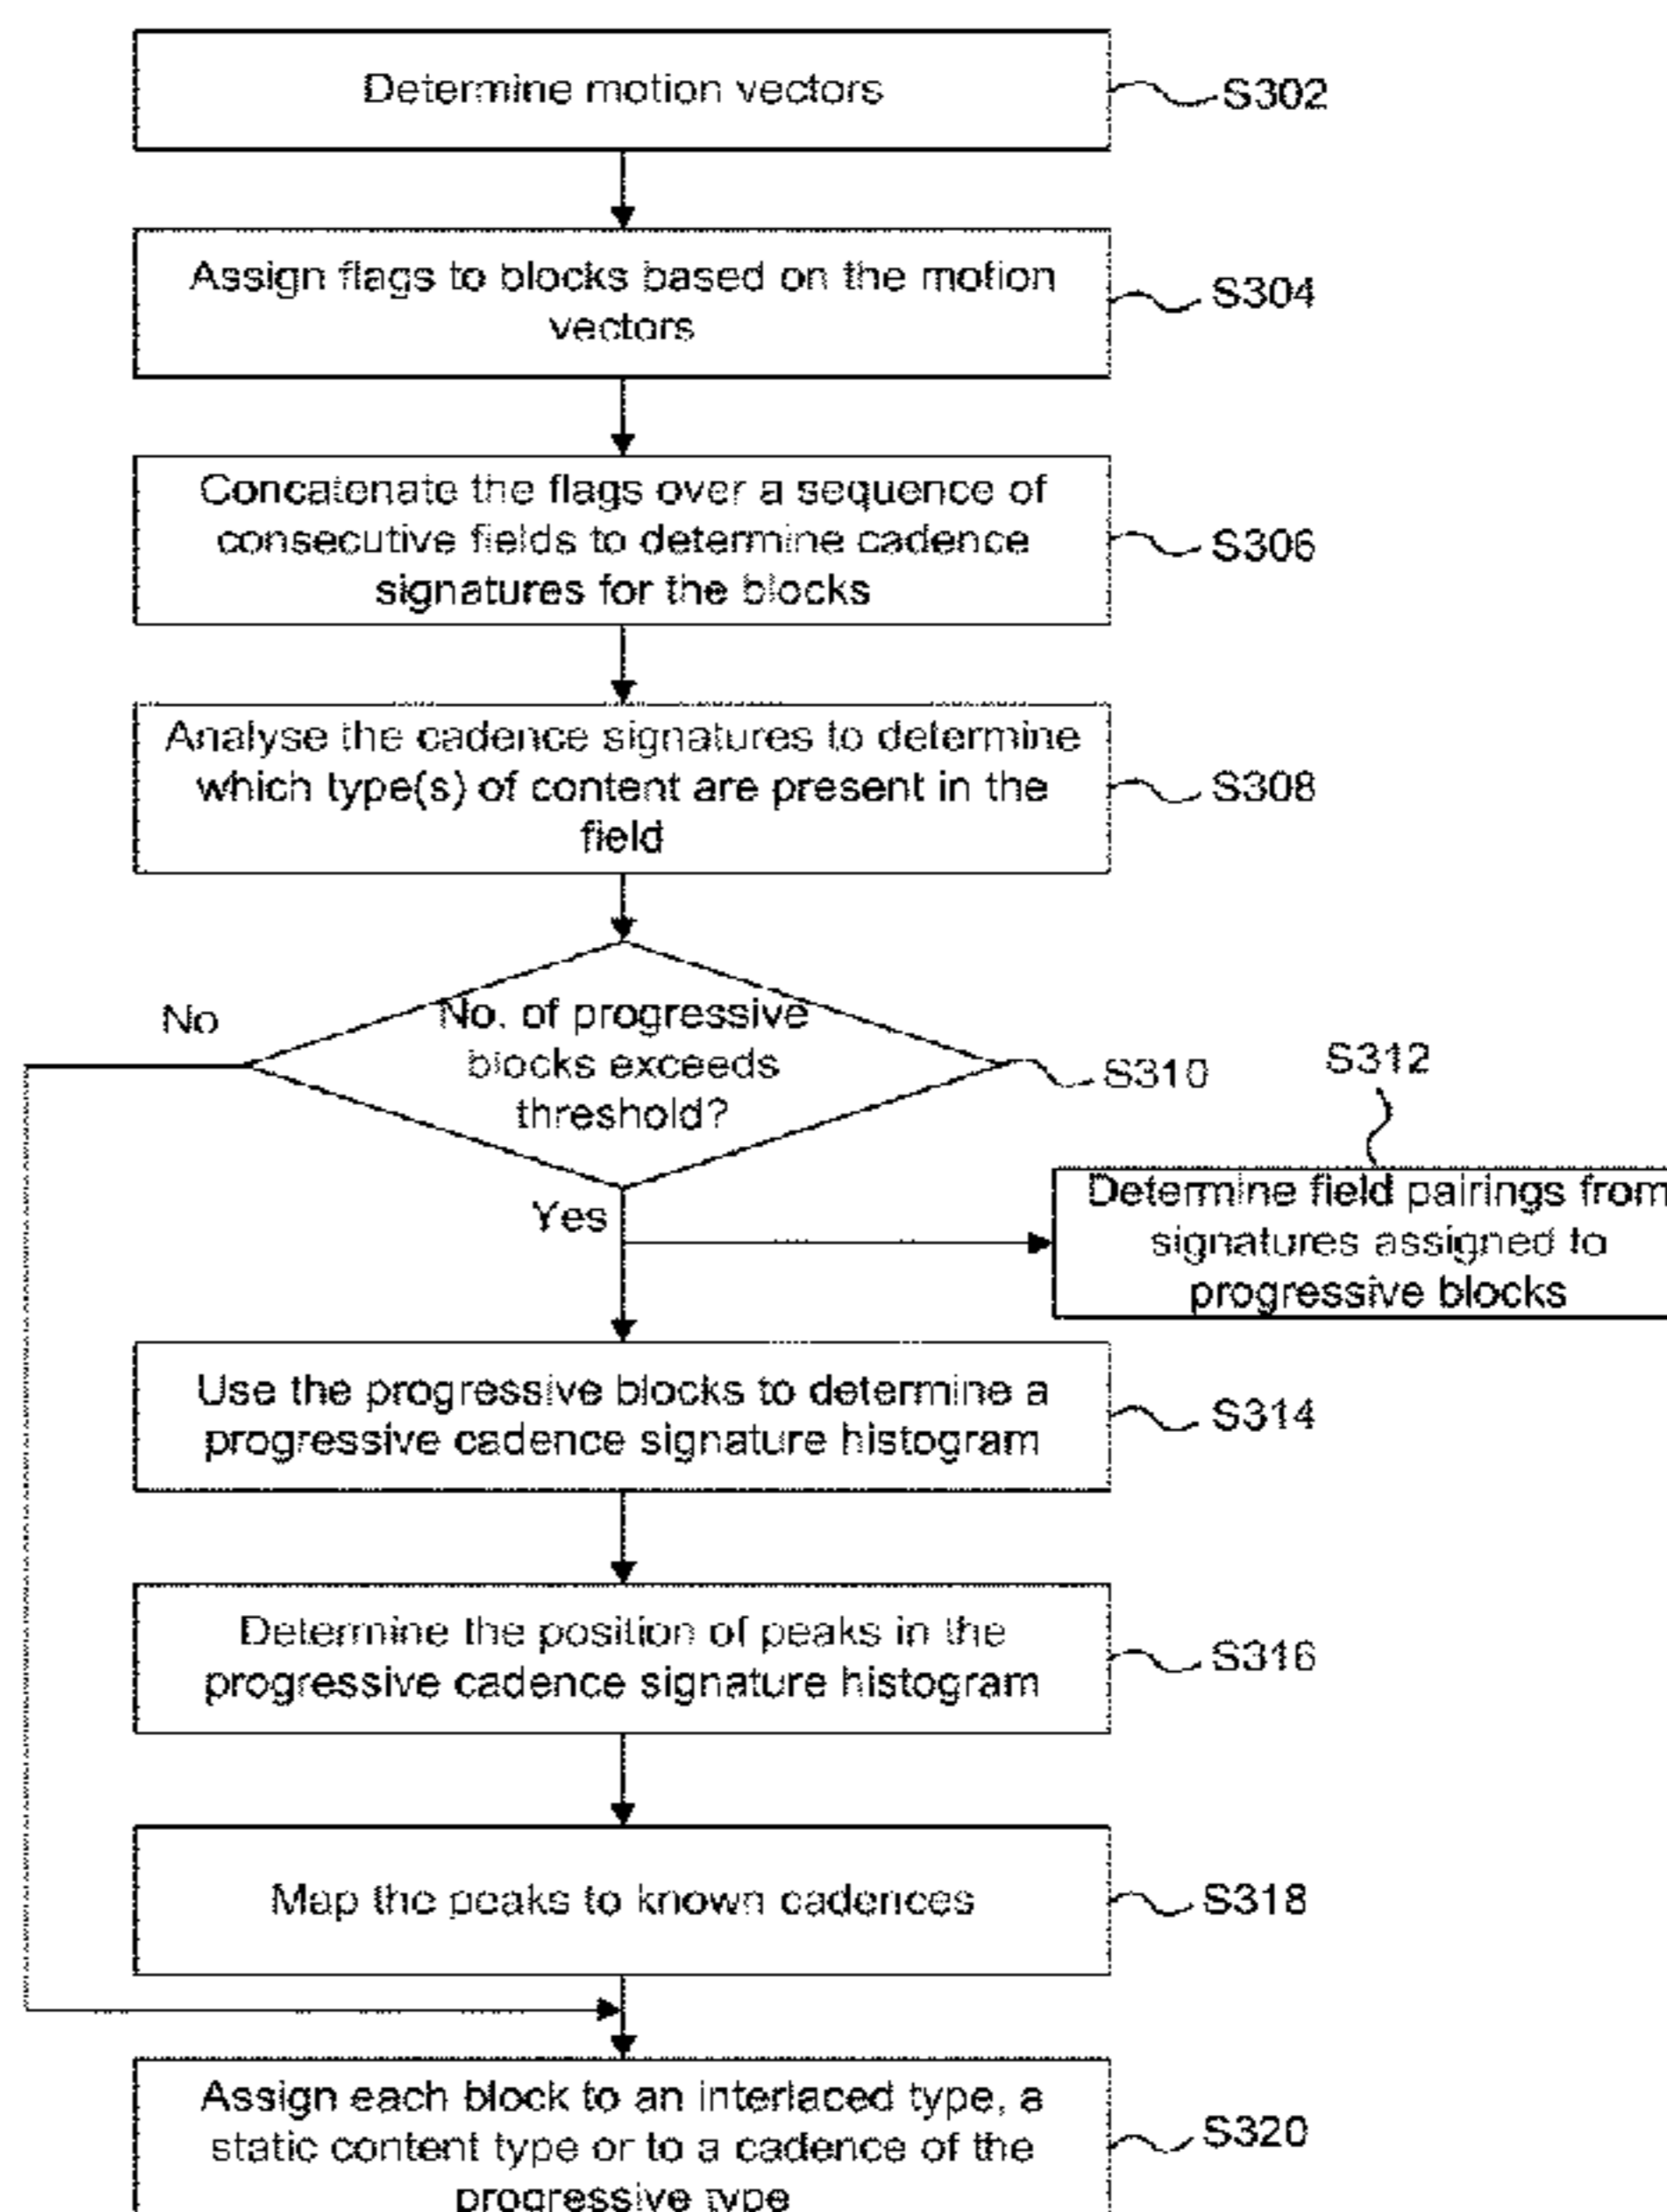 Determine motion vectors
S302
Assign flags to blocks based on the motion
vectors
S304
Concatenate the flags over a sequence of
consecutive fields to determine cadence
signatures for the blocks
S306
Analyse the cadence signatures to determine
which type(s) of content are present in the
field
S308
No
No. of progressive
blocks exceeds
threshold?
S310
S312
Yes
Determine field pairings from
signatures assigned to
progressive blocks
Use the progressive blocks to determine a
progressive cadence signature histogram
S314
Determine the position of peaks in the
progressive cadence signature histogram
S316
Map the peaks to known cadences
S318
Assign each block to an interlaced type, a
static content type or to a cadence of the
progressive type
S320